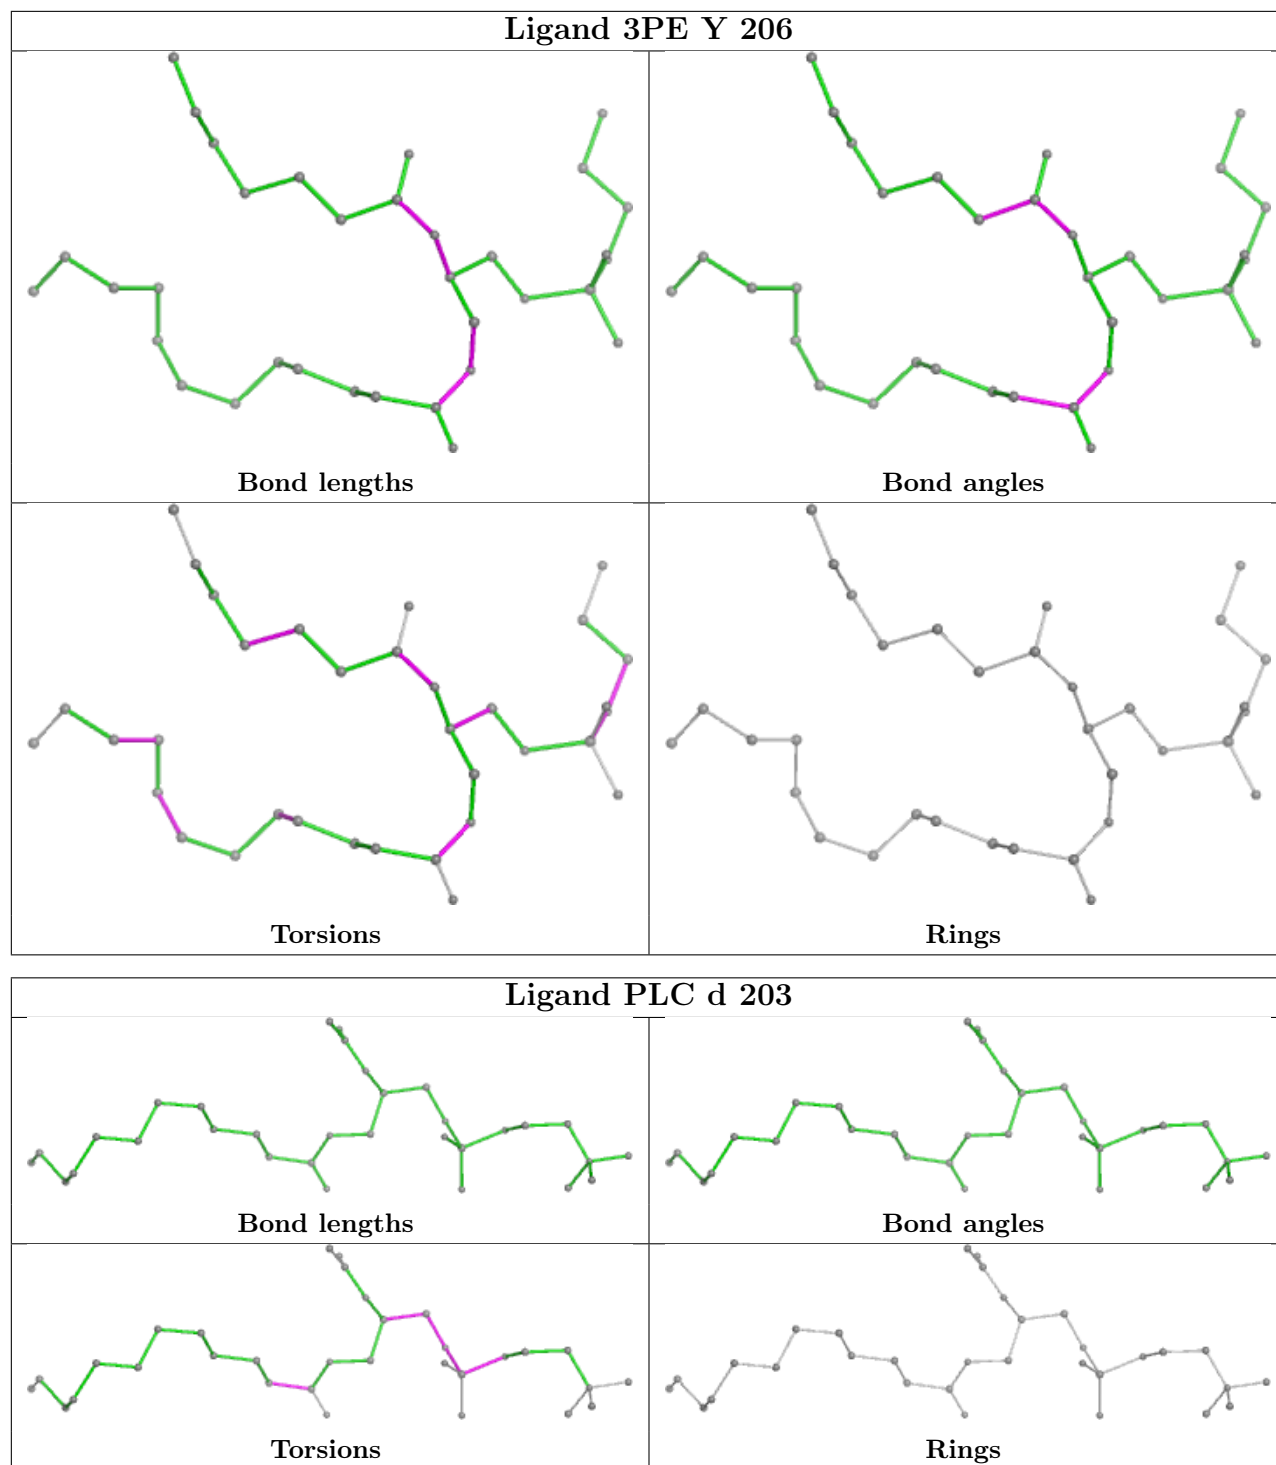 Ligand 3PE Y 206
Bond lengths
Bond angles
Torsions
Rings
Ligand PLC d 203
Bond lengths
Bond angles
Torsions
Rings